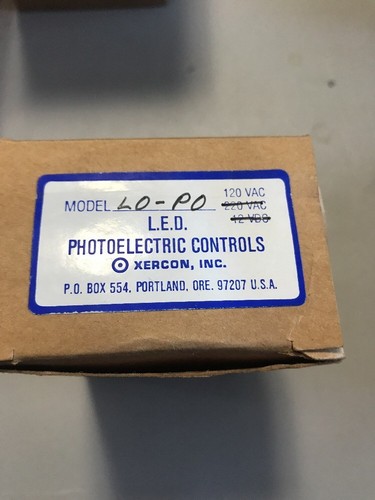 120 VAC
MODEL LO-PO 220 VAC
12 VDC
L.E.D.
PHOTOELECTRIC CONTROLS
XERCON, INC.
P.O. BOX 554, PORTLAND, ORE. 97207 U.S.A.